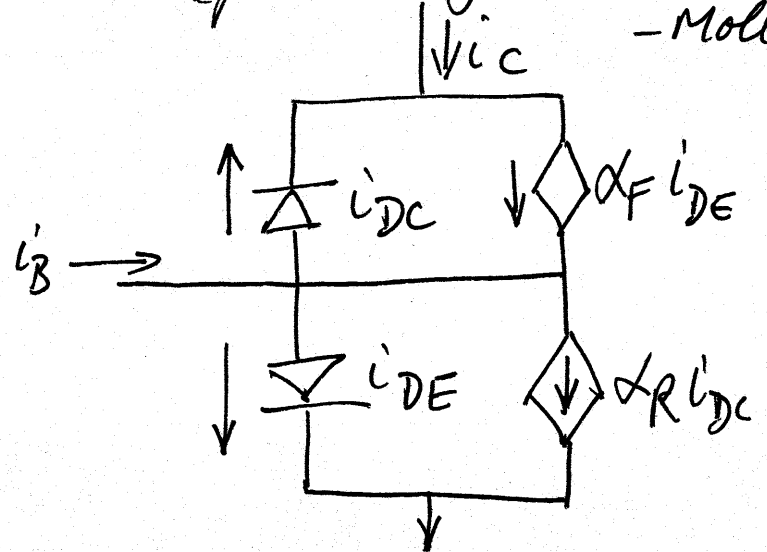 – Moll
i_C
i_DC
α_F i_DE
i_B
i_DE
α_R i_DC